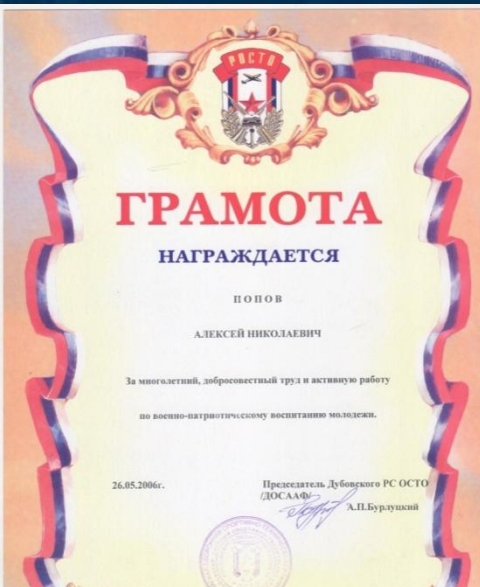 РОСТО
ГРАМОТА
НАГРАЖДАЕТСЯ
ПОПОВ
АЛЕКСЕЙ НИКОЛАЕВИЧ
За многолетний, добросовестный труд и активную работу
по военно-патриотическому воспитанию молодежи.
26.05.2006г.
Председатель Дубовского РС ОСТО
/ДОСААФ/
А.П.Бурлуцкий